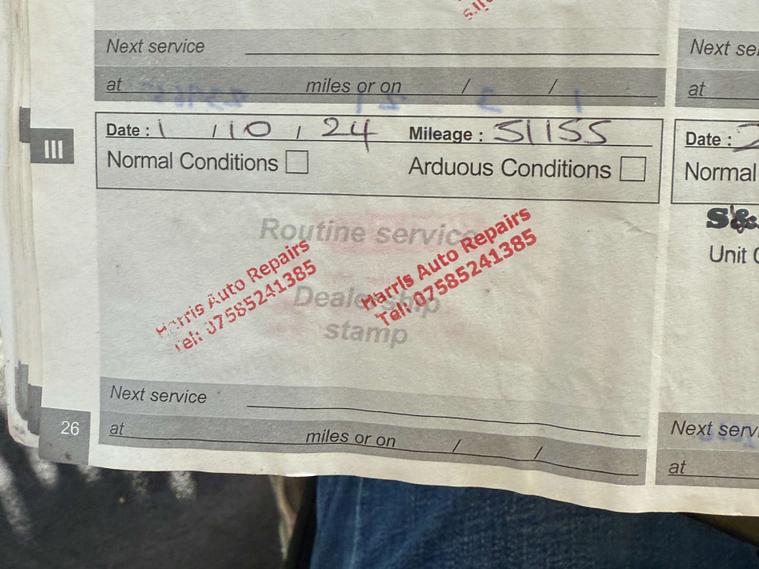 Next service
at miles or on / /
Date : 1 / 10 / 24 Mileage : 51155
Normal Conditions Arduous Conditions
Routine service
Dealership
stamp
Harris Auto Repairs
Tel: 07585241385
Harris Auto Repairs
Tel: 07585241385
Next service
at miles or on / /
III
26
Next
at
Date :
Normal
Unit
Next
at